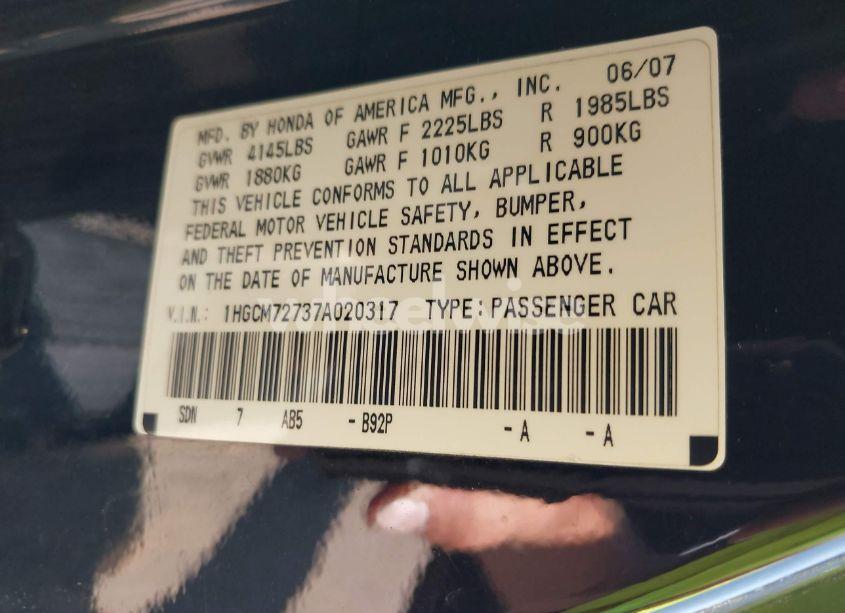 MFD. BY HONDA OF AMERICA MFG., INC. 06/07
GVWR 4145LBS GAWR F 2225LBS R 1985LBS
GVWR 1880KG GAWR F 1010KG R 900KG
THIS VEHICLE CONFORMS TO ALL APPLICABLE
FEDERAL MOTOR VEHICLE SAFETY, BUMPER,
AND THEFT PREVENTION STANDARDS IN EFFECT
ON THE DATE OF MANUFACTURE SHOWN ABOVE.
V.I.N.: 1HGCM72737A020317 TYPE: PASSENGER CAR
SDN 7 AB5 - B92P - A - A